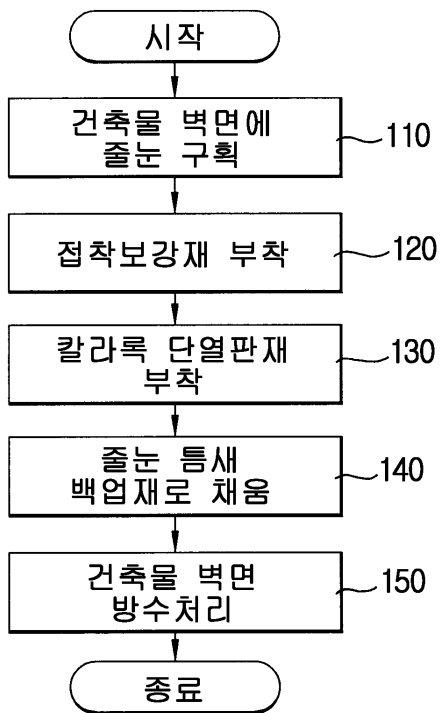 시작
건축물 벽면에
줄눈 구획
110
접착보강재 부착
120
칼라록 단열판재
부착
130
줄눈 틈새
백업재로 채움
140
건축물 벽면
방수처리
150
종료